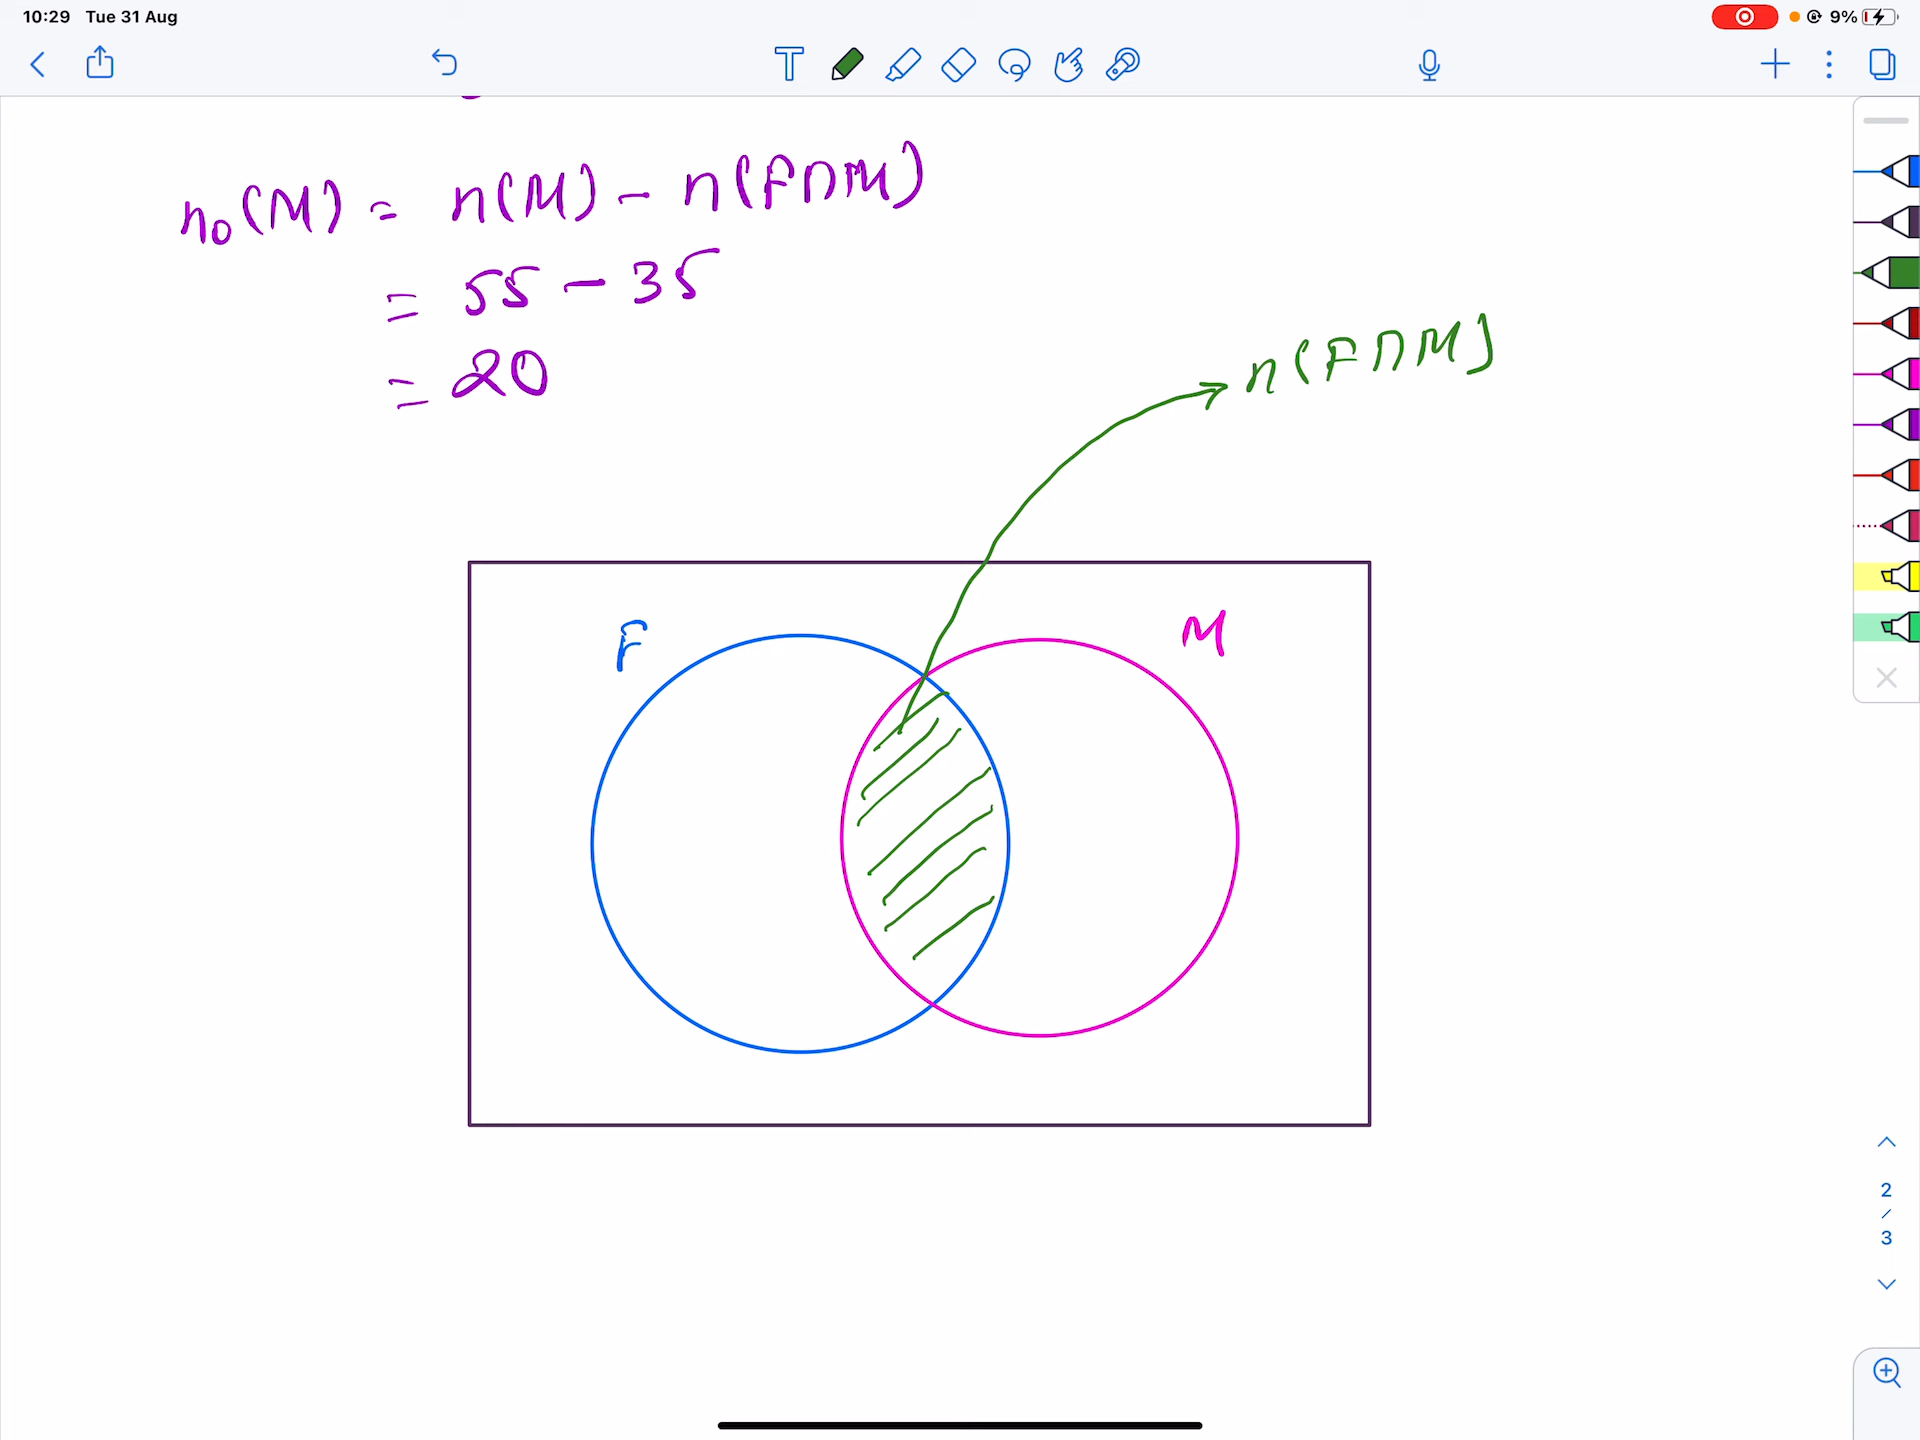 10:29 Tue 31 Aug
9%
T
n₀(M) = n(M) - n(F∩M)
= 55 - 35
= 20
n(F∩M)
F
M
2
/
3